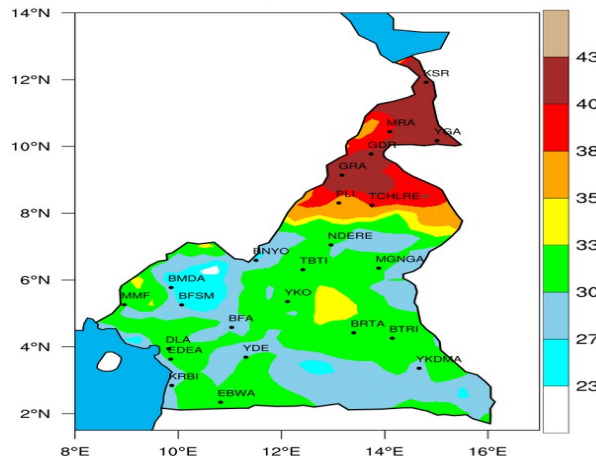 14°N
12°N
10°N
8°N
6°N
4°N
2°N
8°E 10°E 12°E 14°E 16°E
KSR
MRA
YGA
GDR
GRA
PLI TCHLRE
NDERE
BNYO
TBTI MGNGA
BMDA
MMF BFSM YKO
BFA
BRTA
BTRI
DLA
EDEA YDE
YKDMA
KRBI
EBWA
43
40
38
35
33
30
27
23